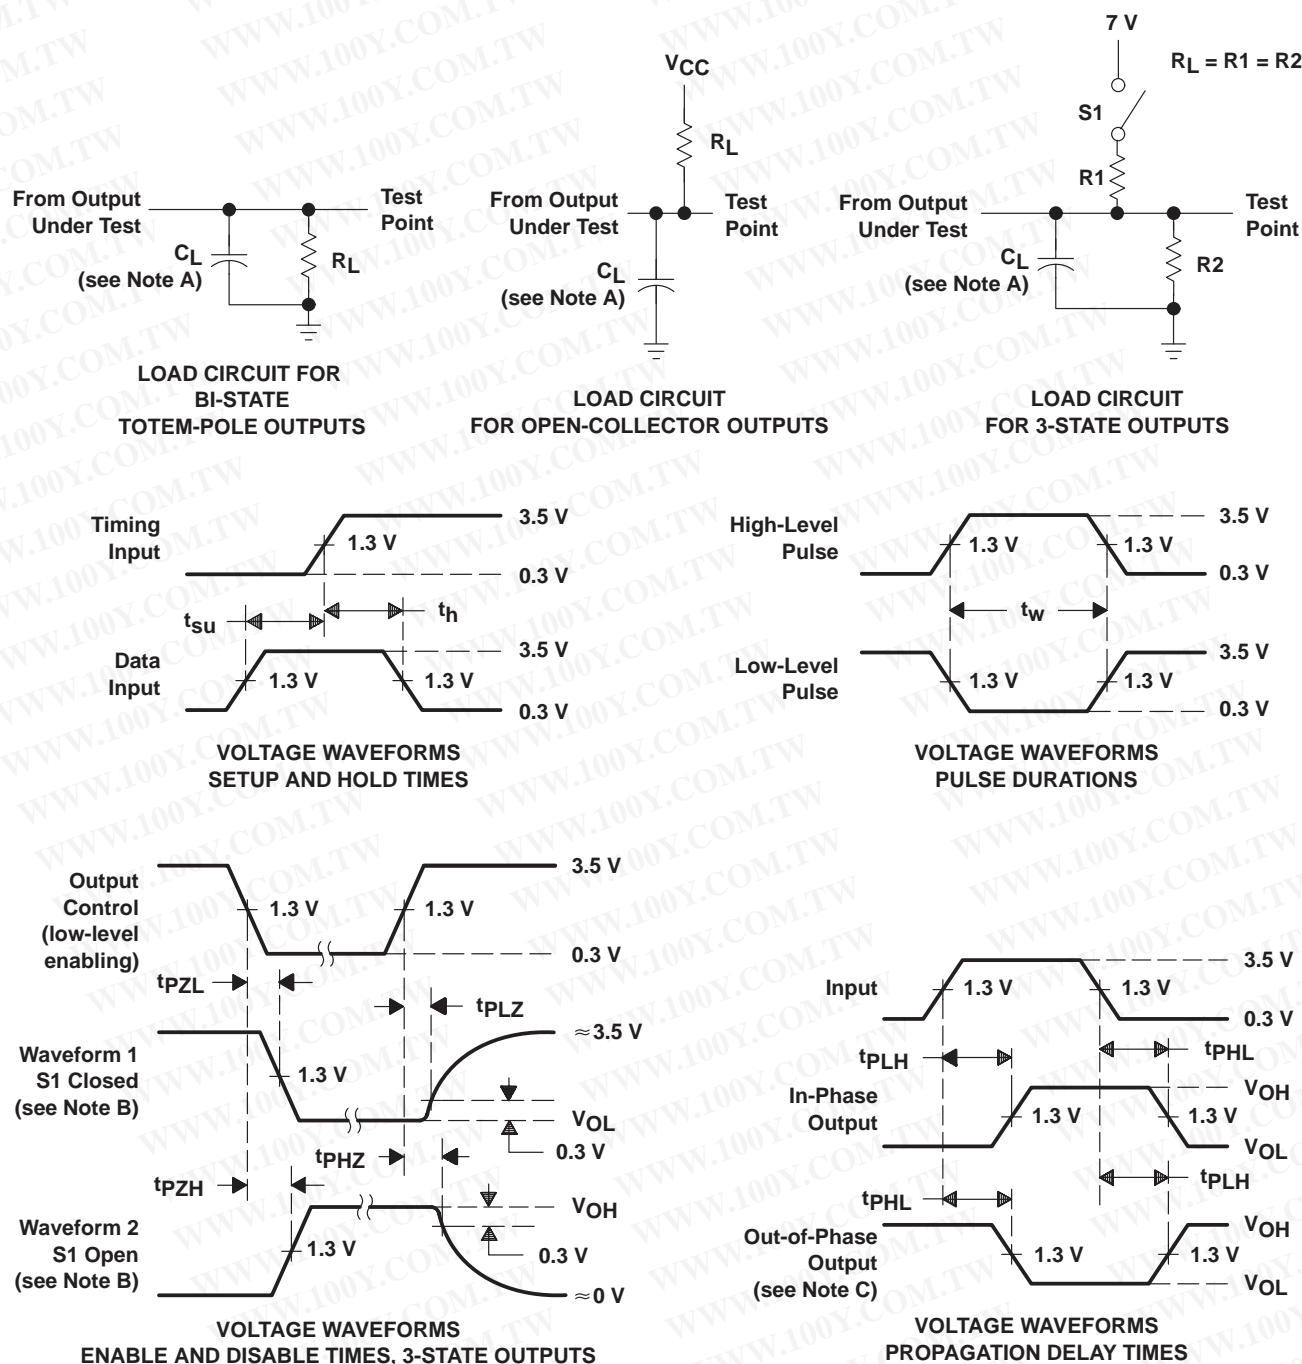 7 V
RL = R1 = R2
VCC
S1
RL
R1
From Output
Under Test
Test
Point
CL
(see Note A)
RL
From Output
Under Test
Test
Point
CL
(see Note A)
From Output
Under Test
Test
Point
CL
(see Note A)
R2
LOAD CIRCUIT FOR
BI-STATE
TOTEM-POLE OUTPUTS
LOAD CIRCUIT
FOR OPEN-COLLECTOR OUTPUTS
LOAD CIRCUIT
FOR 3-STATE OUTPUTS
Timing
Input
1.3 V
3.5 V
0.3 V
tsu
th
Data
Input
1.3 V
1.3 V
3.5 V
0.3 V
VOLTAGE WAVEFORMS
SETUP AND HOLD TIMES
High-Level
Pulse
1.3 V
1.3 V
3.5 V
0.3 V
tw
Low-Level
Pulse
1.3 V
1.3 V
3.5 V
0.3 V
VOLTAGE WAVEFORMS
PULSE DURATIONS
Output
Control
(low-level
enabling)
1.3 V
1.3 V
3.5 V
0.3 V
tPZL
tPLZ
Waveform 1
S1 Closed
(see Note B)
1.3 V
≈3.5 V
VOL
0.3 V
tPHZ
tPZH
Waveform 2
S1 Open
(see Note B)
1.3 V
VOH
0.3 V
≈0 V
VOLTAGE WAVEFORMS
ENABLE AND DISABLE TIMES, 3-STATE OUTPUTS
Input
1.3 V
1.3 V
3.5 V
0.3 V
tPLH
tPHL
In-Phase
Output
1.3 V
1.3 V
VOH
VOL
tPHL
tPLH
Out-of-Phase
Output
(see Note C)
1.3 V
1.3 V
VOH
VOL
VOLTAGE WAVEFORMS
PROPAGATION DELAY TIMES
WWW.100Y.COM.TW